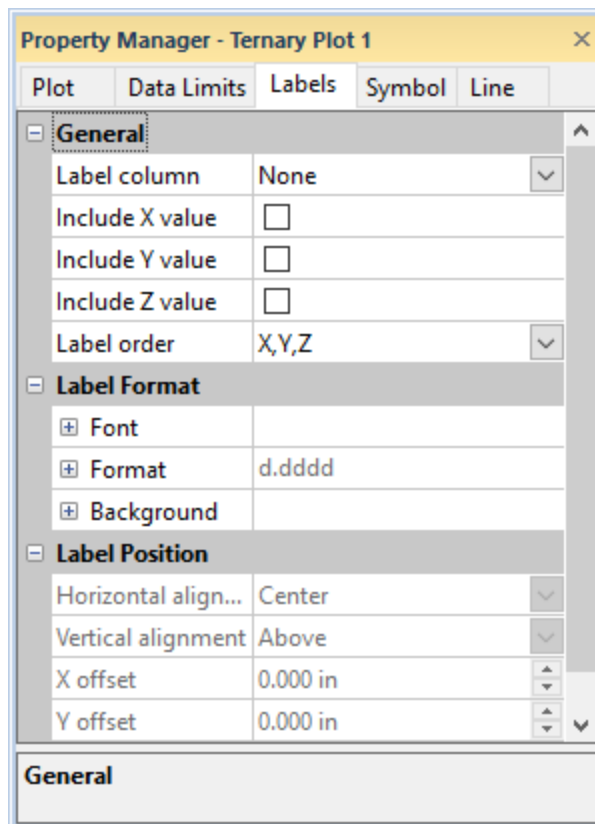 Property Manager - Ternary Plot 1
Plot Data Limits Labels Symbol Line
General
Label column None
Include X value
Include Y value
Include Z value
Label order X,Y,Z
Label Format
Font
Format d.dddd
Background
Label Position
Horizontal align... Center
Vertical alignment Above
X offset 0.000 in
Y offset 0.000 in
General